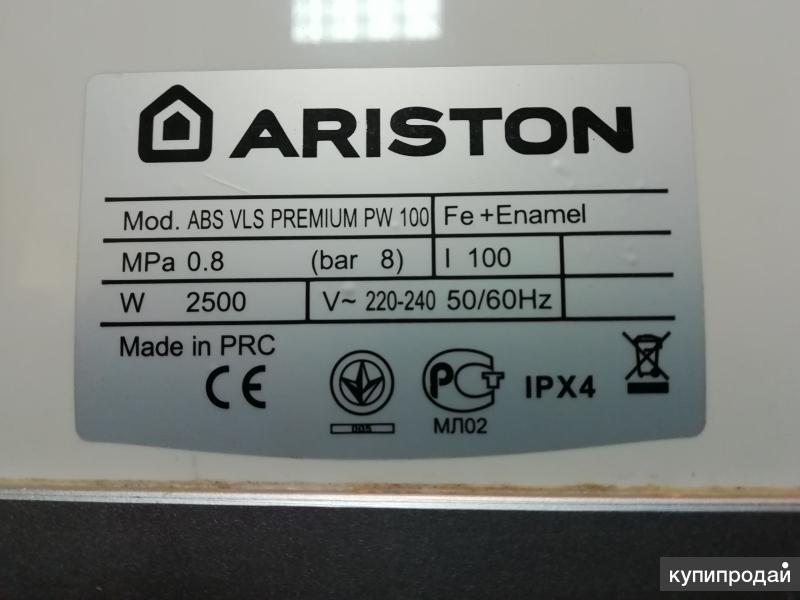 ARISTON
Mod. ABS VLS PREMIUM PW 100 Fe +Enamel
MPa 0.8 (bar 8) l 100
W 2500 V~ 220-240 50/60Hz
Made in PRC
CE
РСТ IPX4
005 МЛ02
купипродай